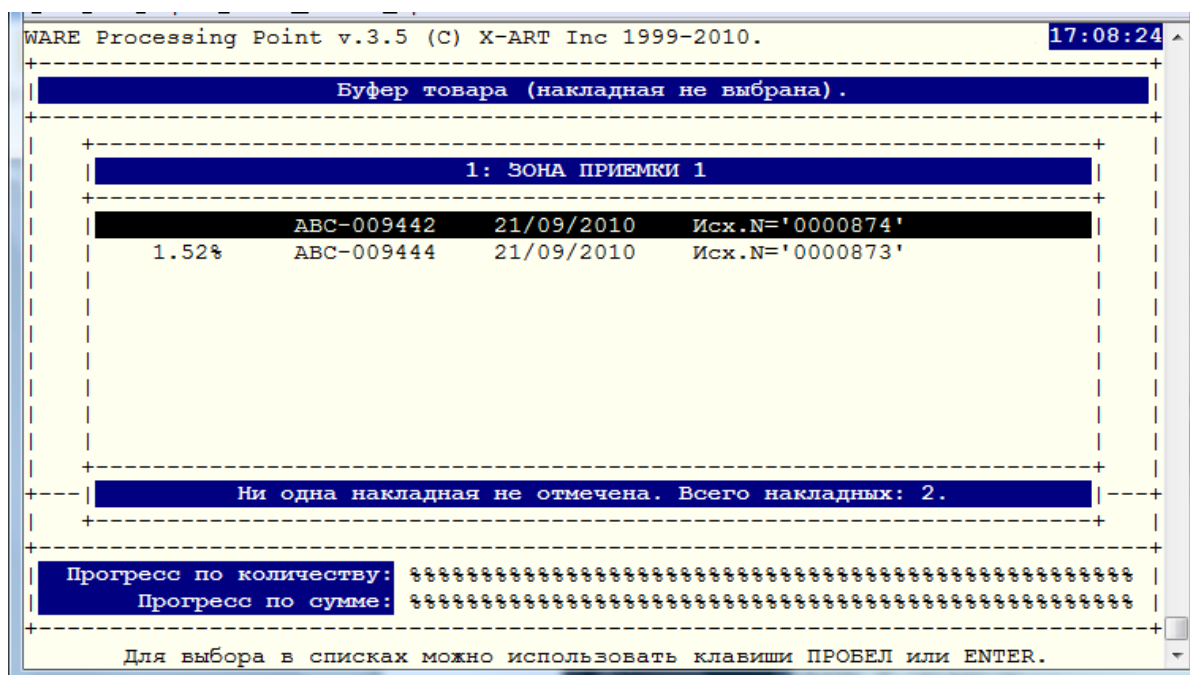 WARE Processing Point v.3.5 (C) X-ART Inc 1999-2010. 17:08:24
Буфер товара (накладная не выбрана).
1: ЗОНА ПРИЕМКИ 1
ABC-009442 21/09/2010 Исх.N='0000874'
1.52% ABC-009444 21/09/2010 Исх.N='0000873'
Ни одна накладная не отмечена. Всего накладных: 2.
Прогресс по количеству: %%%%%%%%%%%%%%%%%%%%%%%%%%%%%%%%%%%%%%%%%%%%%%%%%%%
Прогресс по сумме: %%%%%%%%%%%%%%%%%%%%%%%%%%%%%%%%%%%%%%%%%%%%%%%%%%%
Для выбора в списках можно использовать клавиши ПРОБЕЛ или ENTER.